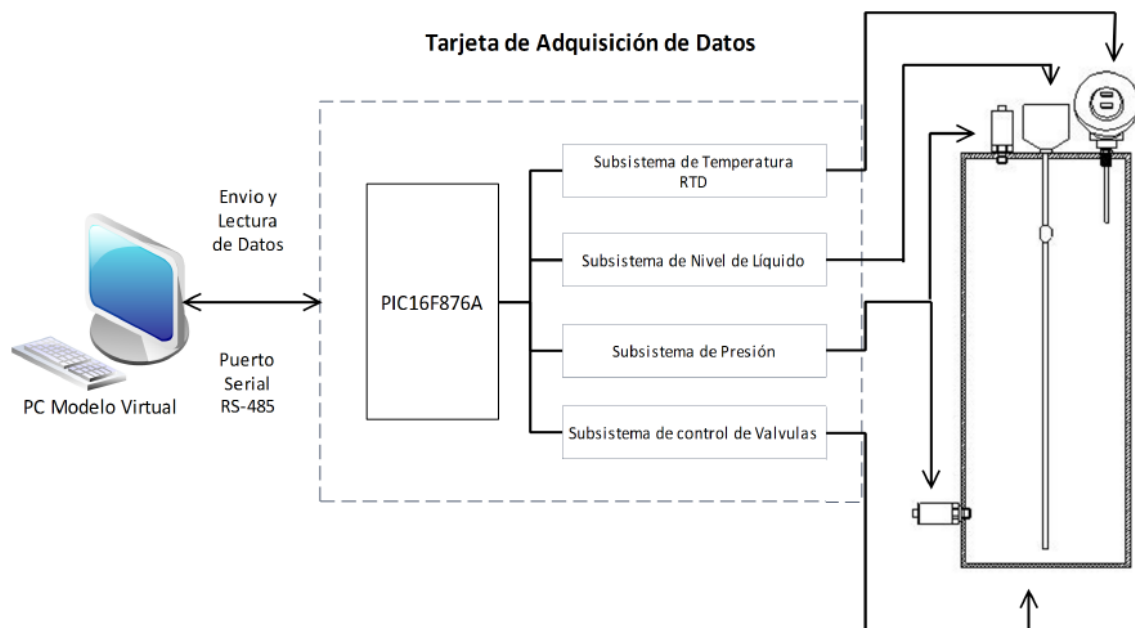 Tarjeta de Adquisición de Datos
Envio y
Lectura
de Datos
Puerto
Serial
RS-485
PC Modelo Virtual
PIC16F876A
Subsistema de Temperatura
RTD
Subsistema de Nivel de Líquido
Subsistema de Presión
Subsistema de control de Valvulas